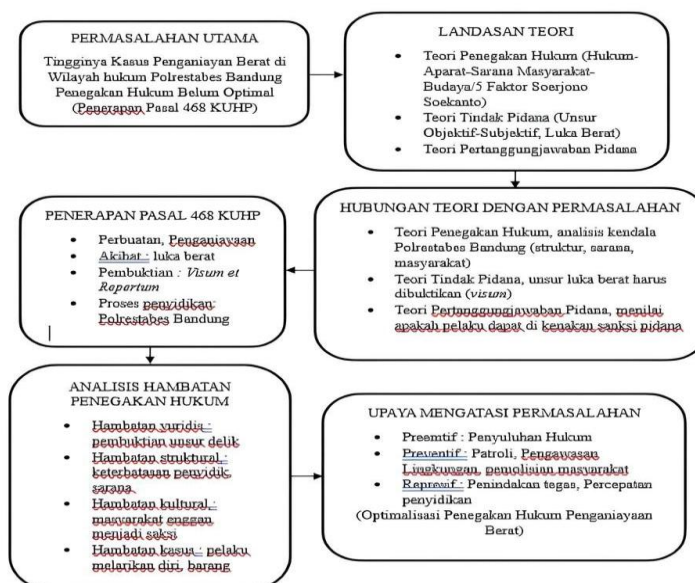 PERMASALAHAN UTAMA
Tingginya Kasus Penganiayan Berat di
Wilayah hukum Polrestabes Bandung
Penegakan Hukum Belum Optimal
(Penerapan Pasal 468 KUHP)
LANDASAN TEORI
• Teori Penegakan Hukum (Hukum-
Aparat-Sarana Masyarakat-
Budaya/5 Faktor Soerjono
Soekanto)
• Teori Tindak Pidana (Unsur
Objektif-Subjektif, Luka Berat)
• Teori Pertanggungjawaban Pidana
HUBUNGAN TEORI DENGAN PERMASALAHAN
• Teori Penegakan Hukum, analisis kendala
Polrestabes Bandung (struktur, sarana,
masyarakat)
• Teori Tindak Pidana, unsur luka berat harus
dibuktikan (visum)
• Teori Pertanggungjawaban Pidana, menilai
apakah pelaku dapat di kenakan sanksi pidana
PENERAPAN PASAL 468 KUHP
• Perbuatan, Penganiayaan
• Akibat : luka berat
• Pembuktian : Visum et
Repertum
• Proses penyidikan:
Polrestabes Bandung
ANALISIS HAMBATAN
PENEGAKAN HUKUM
• Hambatan yuridis :
pembuktian unsur delik
• Hambatan struktural :
keterbatasan penyidik
sarana
• Hambatan kultural :
masyarakat enggan
menjadi saksi
• Hambatan kasus : pelaku
melarikan diri, barang
UPAYA MENGATASI PERMASALAHAN
• Preemtif : Penyuluhan Hukum
• Preventif : Patroli, Pengawasan
Lingkungan, pemolisian masyarakat
• Represif : Penindakan tegas, Percepatan
penyidikan
(Optimalisasi Penegakan Hukum Penganiayaan
Berat)